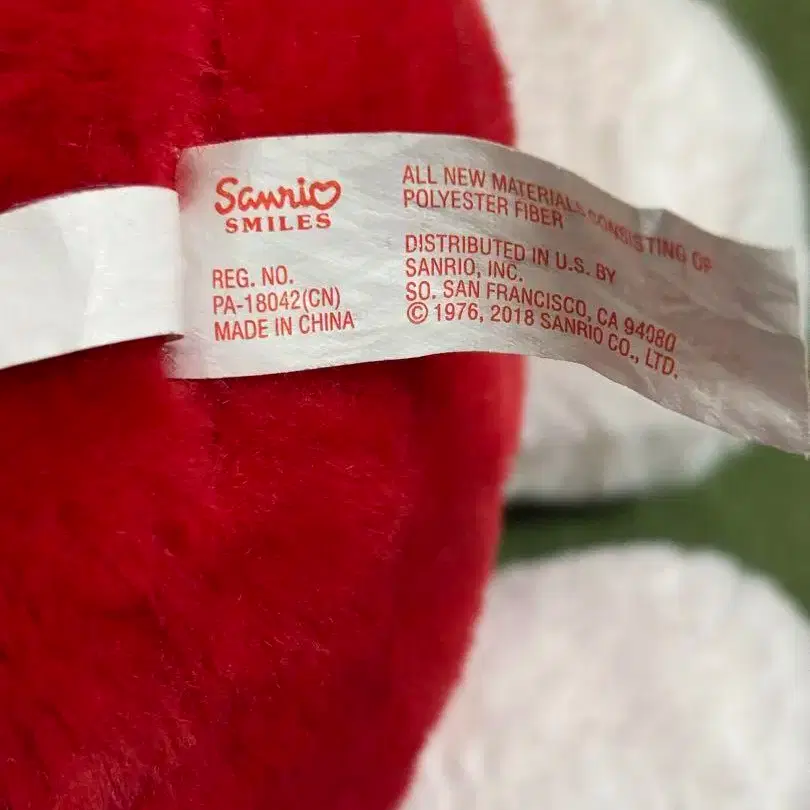 Sanrio
SMILES
REG. NO.
PA-18042(CN)
MADE IN CHINA
ALL NEW MATERIALS CONSISTING OF
POLYESTER FIBER
DISTRIBUTED IN U.S. BY
SANRIO, INC.
SO. SAN FRANCISCO, CA 94080
© 1976, 2018 SANRIO CO., LTD.